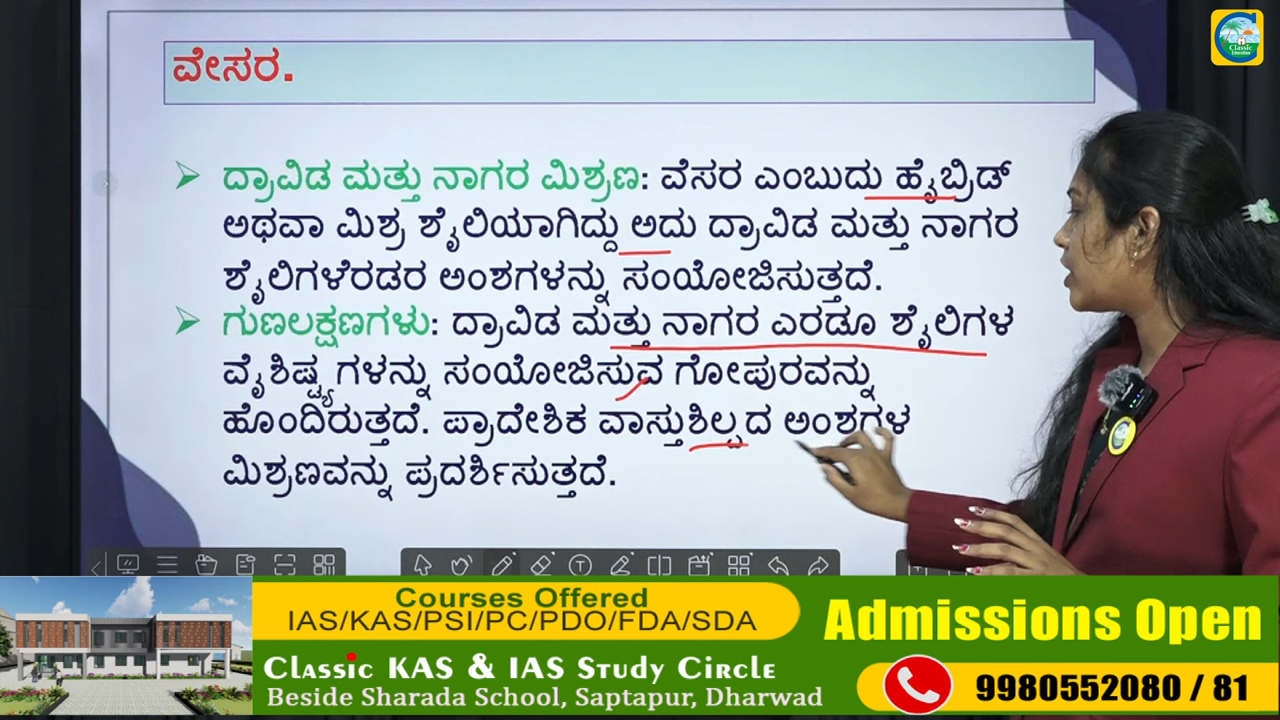 ವೇಸರ.
Classic
Education
ದ್ರಾವಿಡ ಮತ್ತು ನಾಗರ ಮಿಶ್ರಣ: ವೆಸರ ಎಂಬುದು ಹೈಬ್ರಿಡ್
ಅಥವಾ ಮಿಶ್ರ ಶೈಲಿಯಾಗಿದ್ದು ಅದು ದ್ರಾವಿಡ ಮತ್ತು ನಾಗರ
ಶೈಲಿಗಳೆರಡರ ಅಂಶಗಳನ್ನು ಸಂಯೋಜಿಸುತ್ತದೆ.
ಗುಣಲಕ್ಷಣಗಳು: ದ್ರಾವಿಡ ಮತ್ತು ನಾಗರ ಎರಡೂ ಶೈಲಿಗಳ
ವೈಶಿಷ್ಟ್ಯಗಳನ್ನು ಸಂಯೋಜಿಸುವ ಗೋಪುರವನ್ನು
ಹೊಂದಿರುತ್ತದೆ. ಪ್ರಾದೇಶಿಕ ವಾಸ್ತುಶಿಲ್ಪದ ಅಂಶಗಳ
ಮಿಶ್ರಣವನ್ನು ಪ್ರದರ್ಶಿಸುತ್ತದೆ.
Courses Offered
IAS/KAS/PSI/PC/PDO/FDA/SDA
Classic KAS & IAS Study Circle
Beside Sharada School, Saptapur, Dharwad
Admissions Open
9980552080 / 81